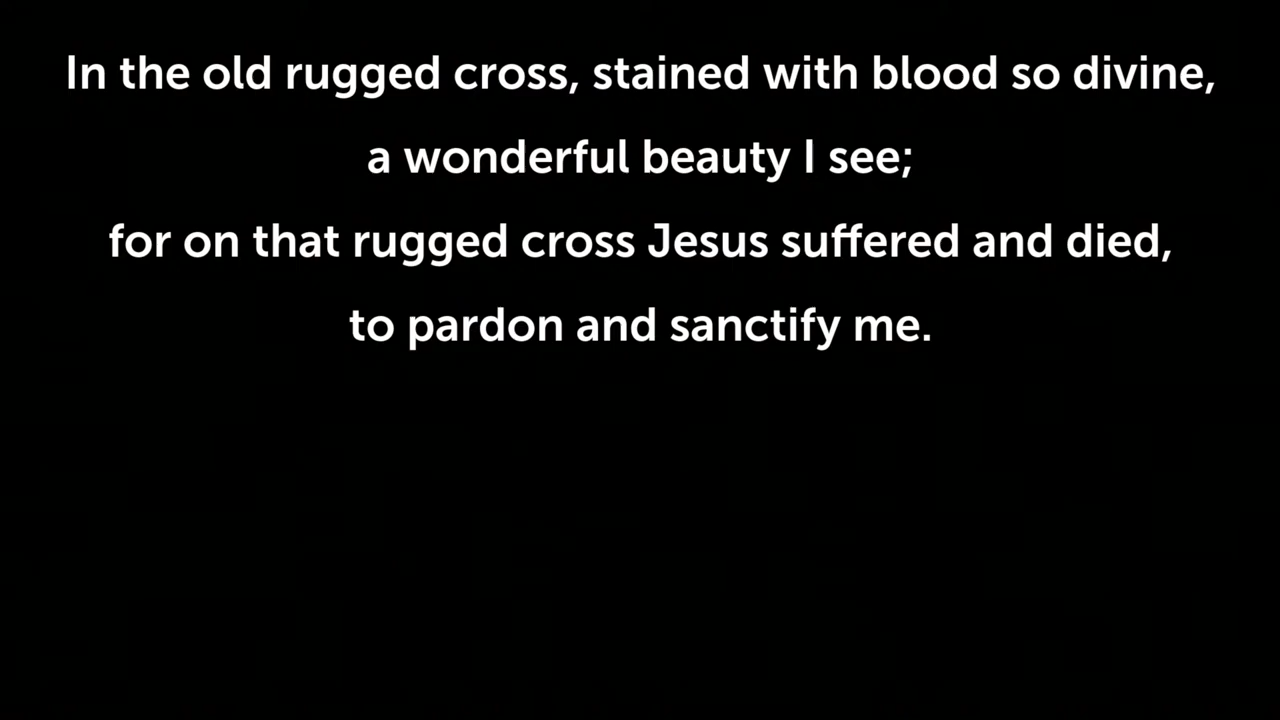 In the old rugged cross, stained with blood so divine,
a wonderful beauty I see;
for on that rugged cross Jesus suffered and died,
to pardon and sanctify me.